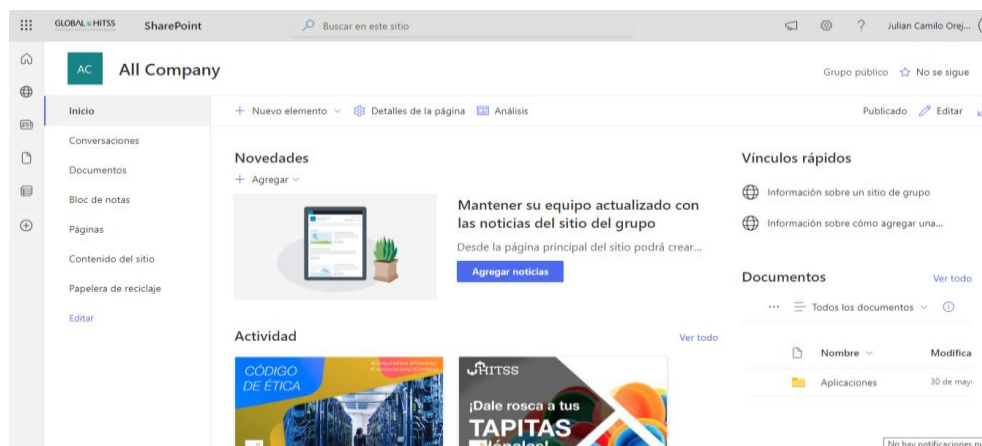 GLOBAL HITSS
SharePoint
Buscar en este sitio
Julian Camilo Orej...
AC
All Company
Grupo público
No se sigue
Inicio
Conversaciones
Documentos
Bloc de notas
Páginas
Contenido del sitio
Papelera de reciclaje
Editar
Nuevo elemento
Detalles de la página
Análisis
Publicado
Editar
Novedades
Agregar
Mantener su equipo actualizado con
las noticias del sitio del grupo
Desde la página principal del sitio podrá crear...
Agregar noticias
Actividad
Ver todo
CÓDIGO
DE ÉTICA
HITSS
¡Dale rosca a tus
TAPITAS
Vínculos rápidos
Información sobre un sitio de grupo
Información sobre cómo agregar una...
Documentos
Ver todo
Todos los documentos
Nombre
Modifica
Aplicaciones
30 de may
No hay notificaciones